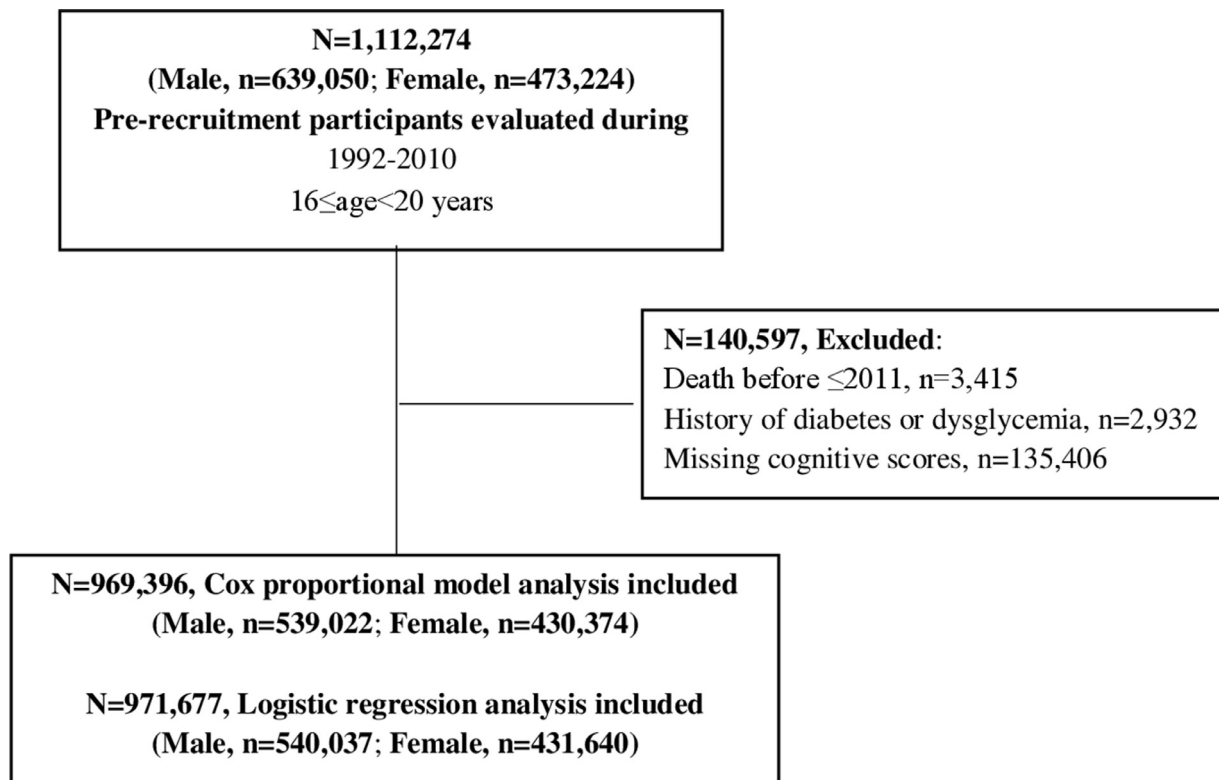 N=1,112,274
(Male, n=639,050; Female, n=473,224)
Pre-recruitment participants evaluated during
1992-2010
16≤age<20 years
N=140,597, Excluded:
Death before ≤2011, n=3,415
History of diabetes or dysglycemia, n=2,932
Missing cognitive scores, n=135,406
N=969,396, Cox proportional model analysis included
(Male, n=539,022; Female, n=430,374)
N=971,677, Logistic regression analysis included
(Male, n=540,037; Female, n=431,640)